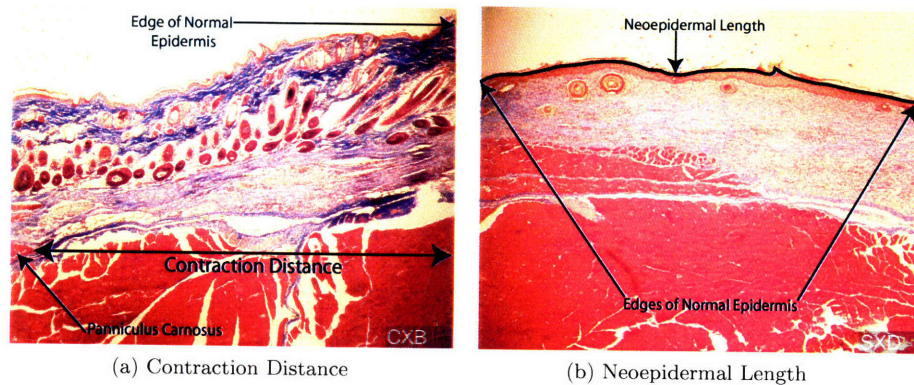 Edge of Normal
Epidermis
Contraction Distance
Panniculus Carnosus
CXB
(a) Contraction Distance
Neoepidermal Length
Edges of Normal Epidermis
SXD
(b) Neoepidermal Length